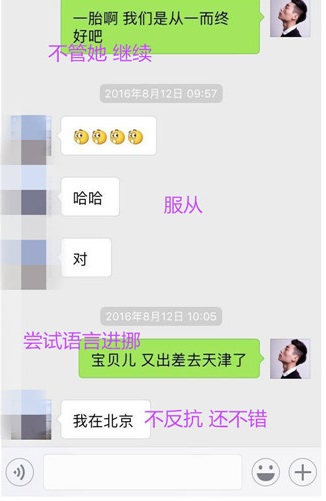 一胎啊 我们是从一而终
好吧
不管她 继续
2016年8月12日 09:57
哈哈
服从
对
2016年8月12日 10:05
尝试语言进挪
宝贝儿 又出差去天津了
我在北京
不反抗 还不错